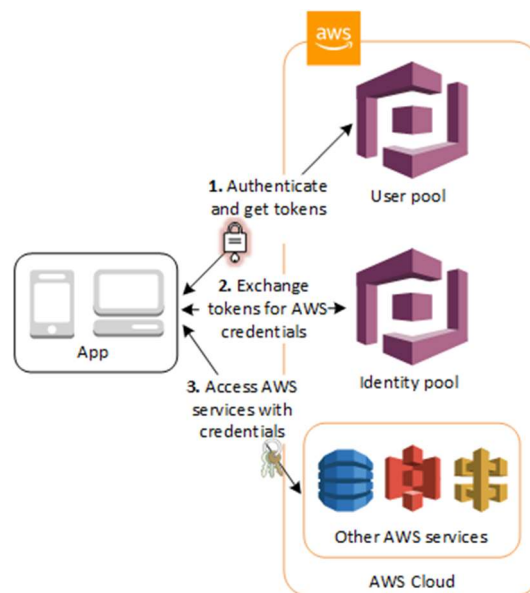 aws
1. Authenticate
and get tokens
User pool
2. Exchange
tokens for AWS
credentials
App
Identity pool
3. Access AWS
services with
credentials
Other AWS services
AWS Cloud